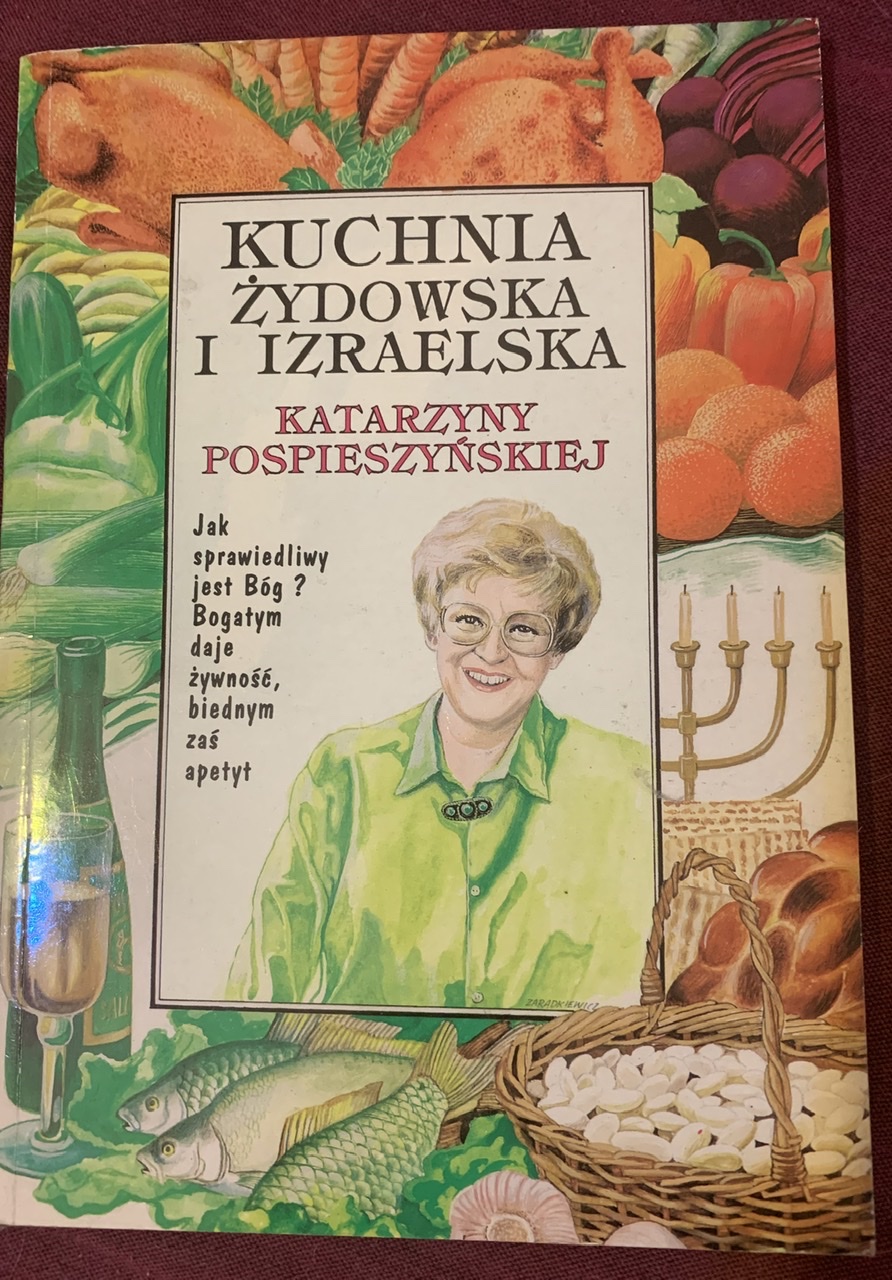 KUCHNIA
ŻYDOWSKA
I IZRAELSKA
KATARZYNY
POSPIESZYŃSKIEJ
Jak
sprawiedliwy
jest Bóg ?
Bogatym
daje
żywność,
biednym
zaś
apetyt
ZARADKIEWICZ